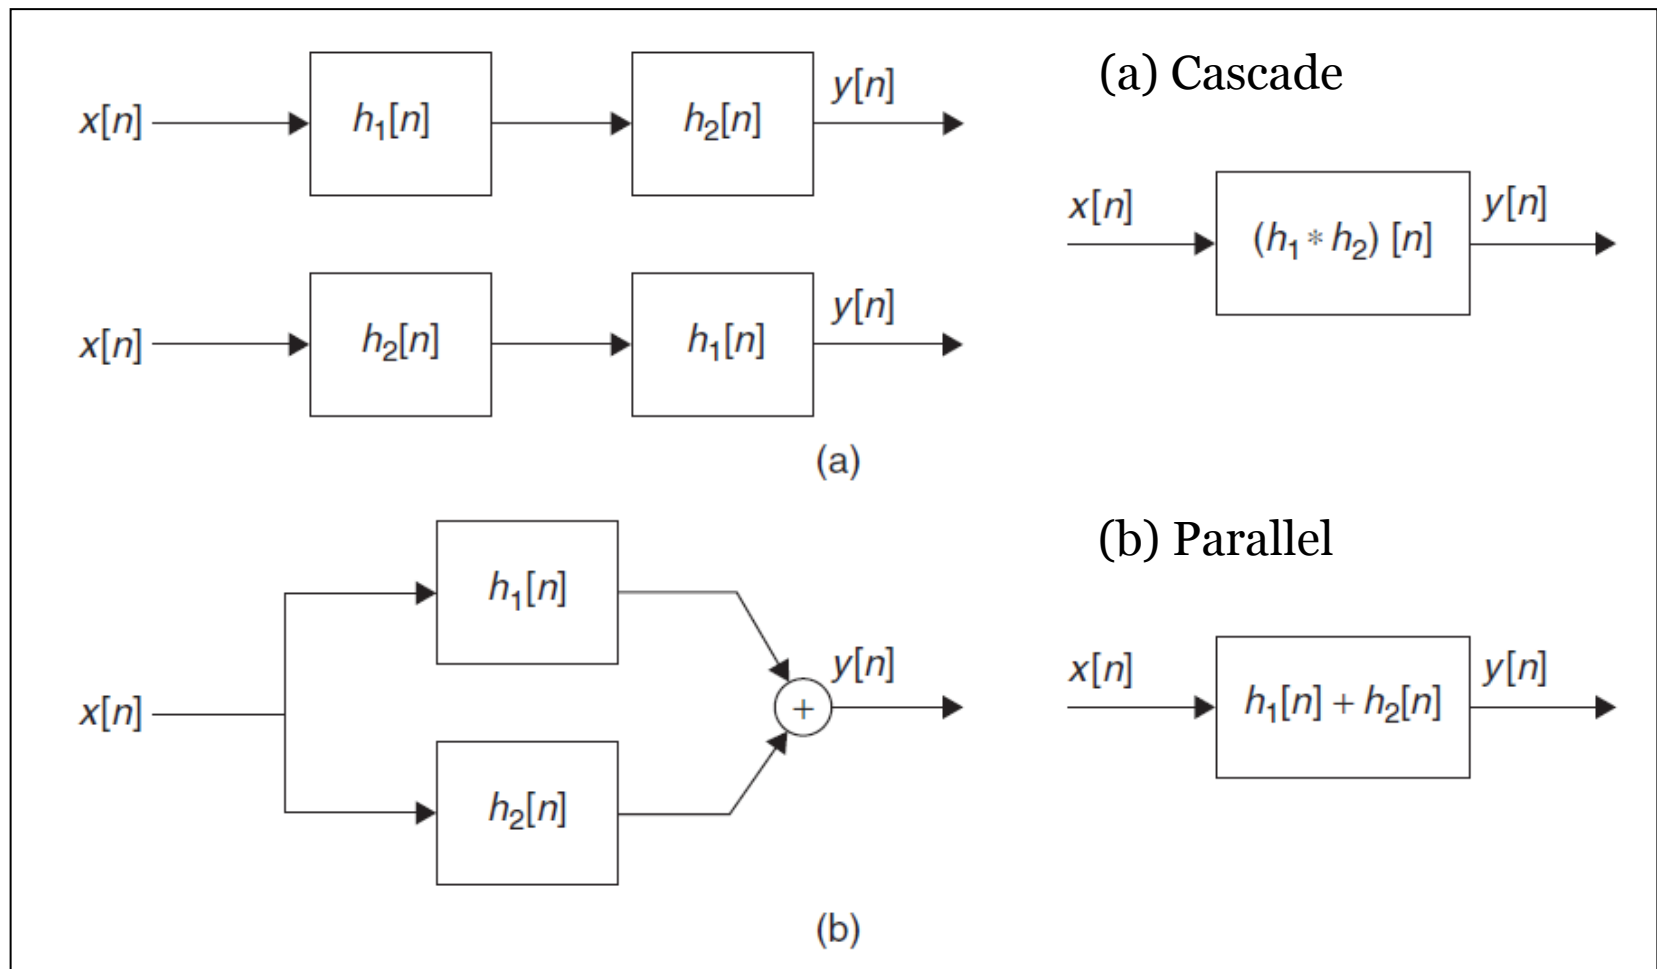 x[n] h₁[n] h₂[n] y[n]
x[n] h₂[n] h₁[n] y[n]
(a)
(a) Cascade
x[n] (h₁ * h₂) [n] y[n]
x[n] h₁[n] h₂[n] + y[n]
(b)
(b) Parallel
x[n] h₁[n] + h₂[n] y[n]